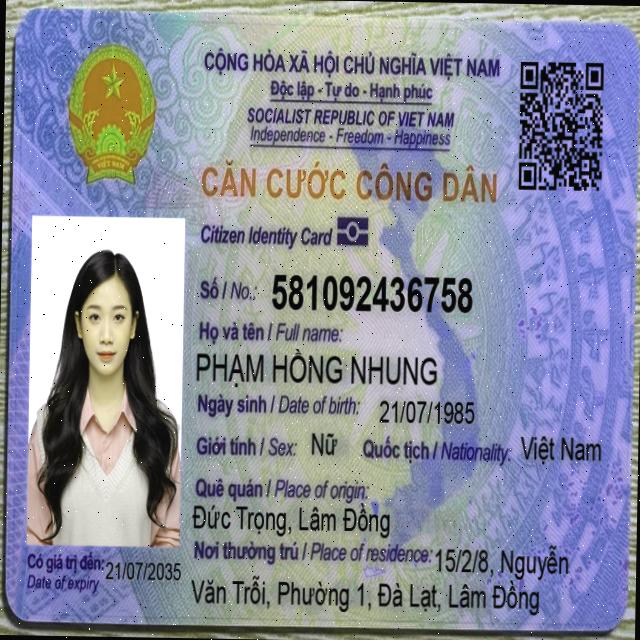 CỘNG HÒA XÃ HỘI CHỦ NGHĨA VIỆT NAM
Độc lập - Tự do - Hạnh phúc
SOCIALIST REPUBLIC OF VIET NAM
Independence - Freedom - Happiness
VIỆT NAM
CĂN CƯỚC CÔNG DÂN
Citizen Identity Card
Số / No.: 581092436758
Họ và tên / Full name:
PHẠM HỒNG NHUNG
Ngày sinh / Date of birth: 21/07/1985
Giới tính / Sex: Nữ Quốc tịch / Nationality: Việt Nam
Quê quán / Place of origin:
Đức Trọng, Lâm Đồng
Nơi thường trú / Place of residence: 15/2/8, Nguyễn
Văn Trỗi, Phường 1, Đà Lạt, Lâm Đồng
Có giá trị đến: 21/07/2035
Date of expiry